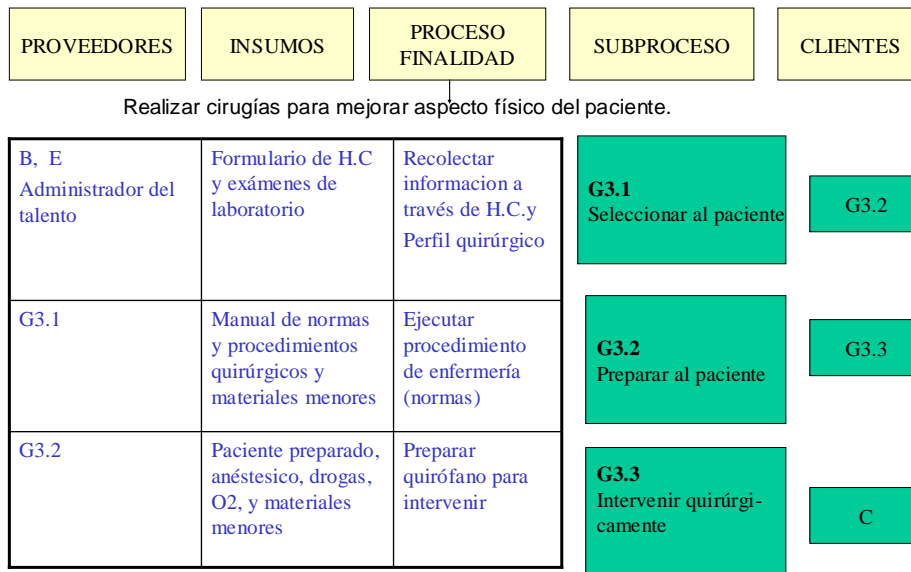 PROVEEDORES
INSUMOS
PROCESO
FINALIDAD
SUBPROCESO
CLIENTES
Realizar cirugías para mejorar aspecto físico del paciente.
B, E
Administrador del
talento
Formulario de H.C
y exámenes de
laboratorio
Recolectar
informacion a
través de H.C.y
Perfil quirúrgico
G3.1
Seleccionar al paciente
G3.2
G3.1
Manual de normas
y procedimientos
quirúrgicos y
materiales menores
Ejecutar
procedimiento
de enfermería
(normas)
G3.2
Preparar al paciente
G3.3
G3.2
Paciente preparado,
anéstesico, drogas,
O2, y materiales
menores
Preparar
quirófano para
intervenir
G3.3
Intervenir quirúrgi-
camente
C